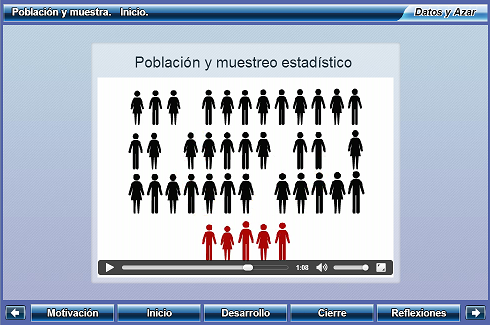 Población y muestra.   Inicio.
Datos y Azar
Población y muestreo estadístico
1:08
Motivación
Inicio
Desarrollo
Cierre
Reflexiones